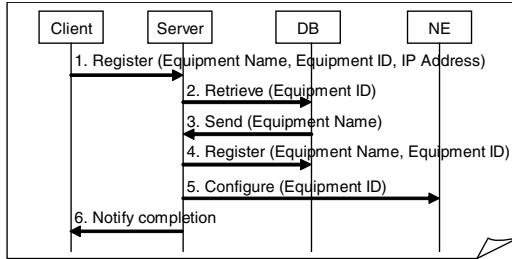 Client Server DB NE
1. Register (Equipment Name, Equipment ID, IP Address)
2. Retrieve (Equipment ID)
3. Send (Equipment Name)
4. Register (Equipment Name, Equipment ID)
5. Configure (Equipment ID)
6. Notify completion